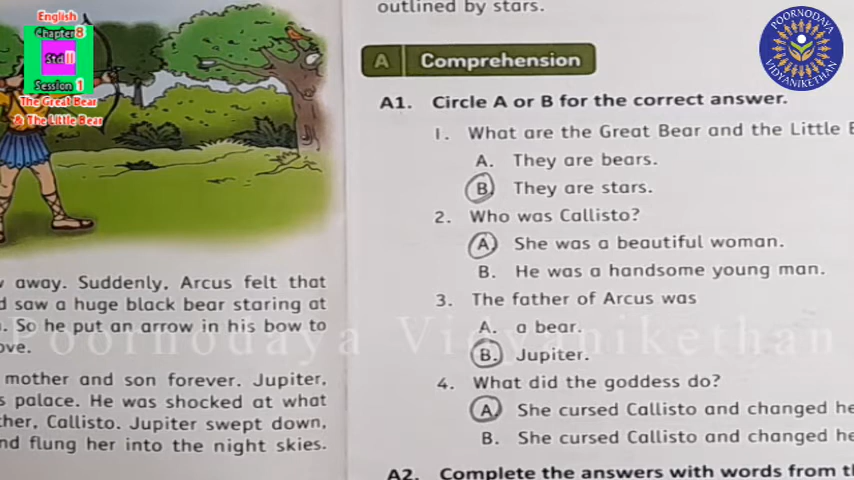 English
Chapter 8
Std II
Session 1
The Great Bear
& The Little Bear
POORNODAYA
VIDYANIKETHAN
away. Suddenly, Arcus felt that
saw a huge black bear staring at
So he put an arrow in his bow to
mother and son forever. Jupiter,
palace. He was shocked at what
Callisto. Jupiter swept down,
flung her into the night skies.
outlined by stars.
A Comprehension
A1. Circle A or B for the correct answer.
1. What are the Great Bear and the Little
A. They are bears.
B. They are stars.
2. Who was Callisto?
A. She was a beautiful woman.
B. He was a handsome young man.
3. The father of Arcus was
A. a bear.
B. Jupiter.
4. What did the goddess do?
A. She cursed Callisto and changed
B. She cursed Callisto and changed
A2. Complete the answers with words from
Poornodaya Vidyanikethan